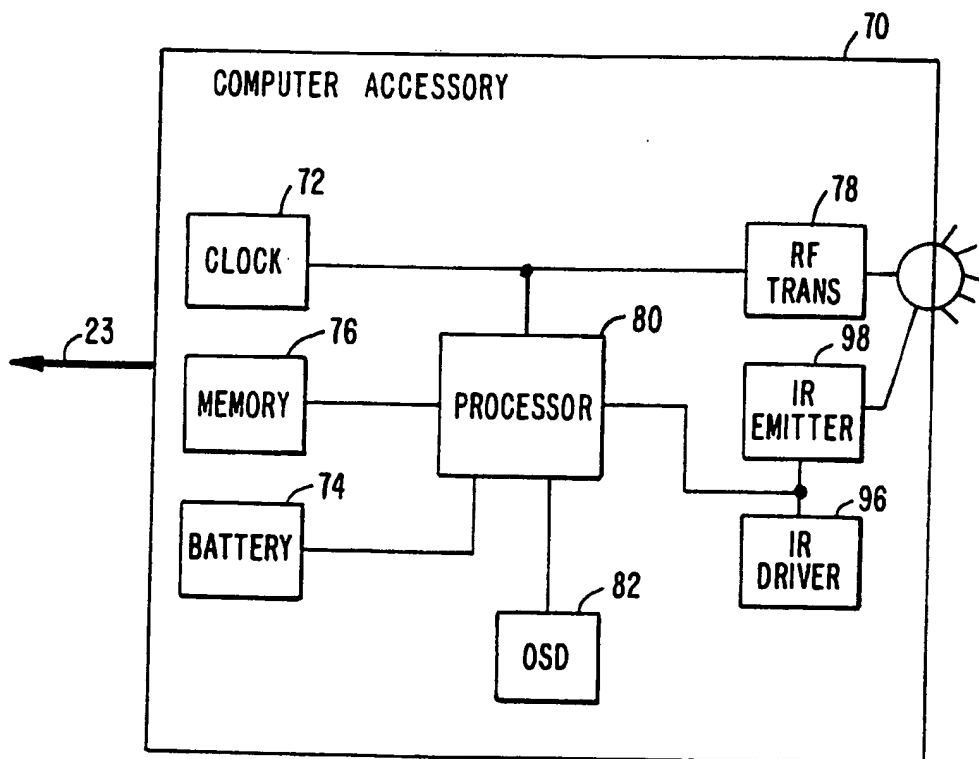 70
COMPUTER ACCESSORY
72
CLOCK
78
RF
TRANS
23
76
MEMORY
80
PROCESSOR
98
IR
EMITTER
74
BATTERY
96
IR
DRIVER
82
OSD